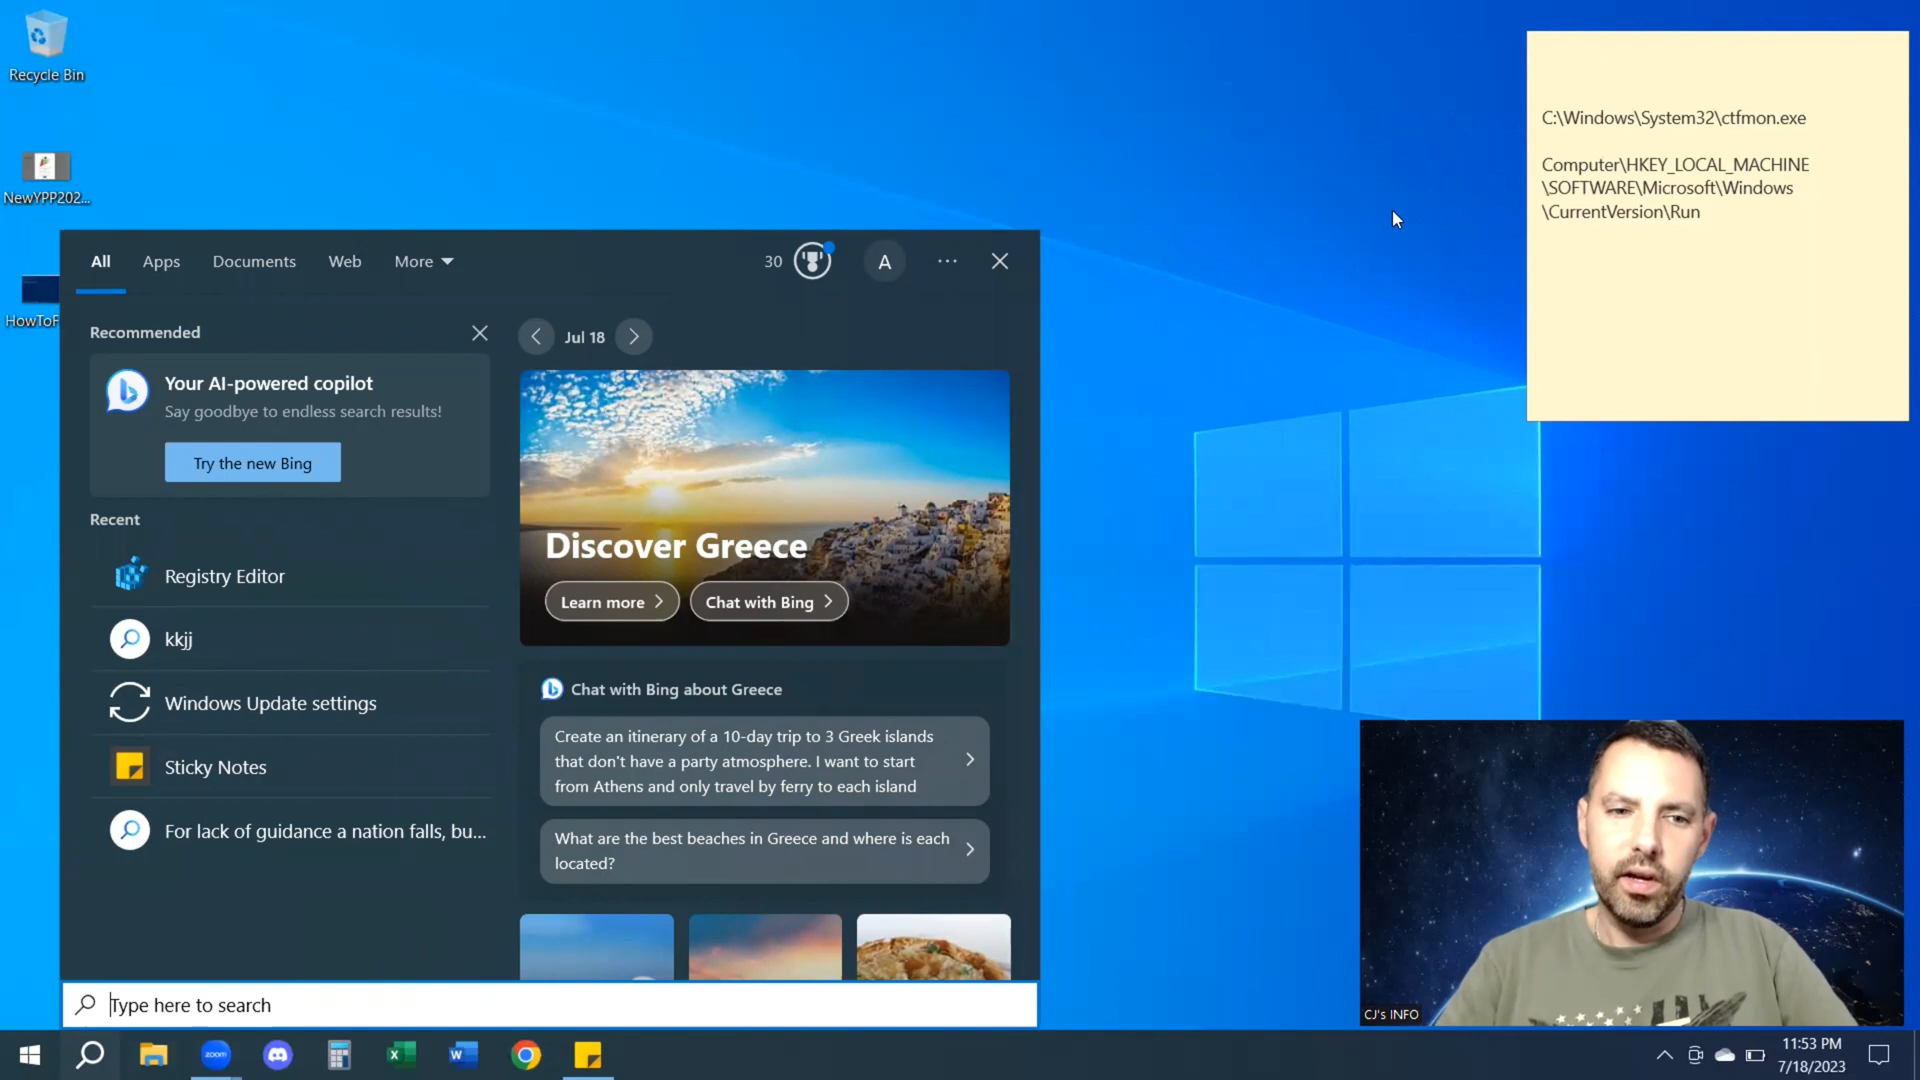 Recycle Bin
NewYPP202...
HowToF
C:\Windows\System32\ctfmon.exe
Computer\HKEY_LOCAL_MACHINE
\SOFTWARE\Microsoft\Windows
\CurrentVersion\Run
All
Apps
Documents
Web
More
30
A
Recommended
Your AI-powered copilot
Say goodbye to endless search results!
Try the new Bing
Recent
Registry Editor
kkjj
Windows Update settings
Sticky Notes
For lack of guidance a nation falls, bu...
Jul 18
Discover Greece
Learn more
Chat with Bing
Chat with Bing about Greece
Create an itinerary of a 10-day trip to 3 Greek islands
that don't have a party atmosphere. I want to start
from Athens and only travel by ferry to each island
What are the best beaches in Greece and where is each
located?
Type here to search
CJ's INFO
zoom
11:53 PM
7/18/2023